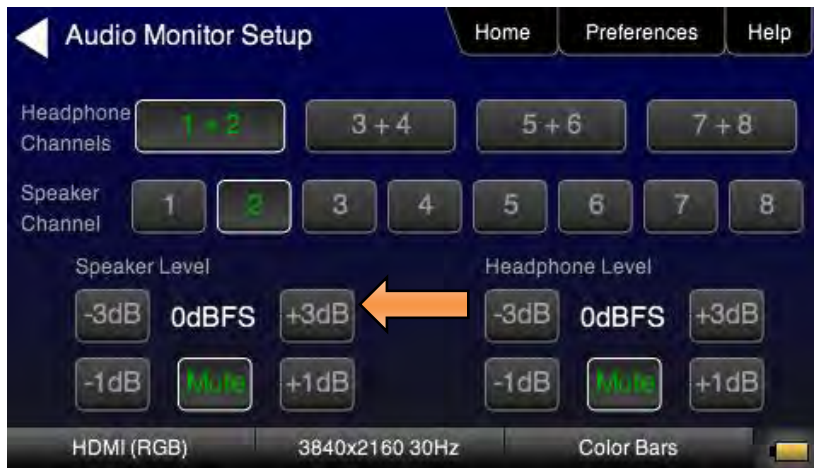 Audio Monitor Setup Home Preferences Help
Headphone
Channels
1 + 2 3 + 4 5 + 6 7 + 8
Speaker
Channel
1 2 3 4 5 6 7 8
Speaker Level Headphone Level
-3dB 0dBFS +3dB -3dB 0dBFS +3dB
-1dB Mute +1dB -1dB Mute +1dB
HDMI (RGB) 3840x2160 30Hz Color Bars